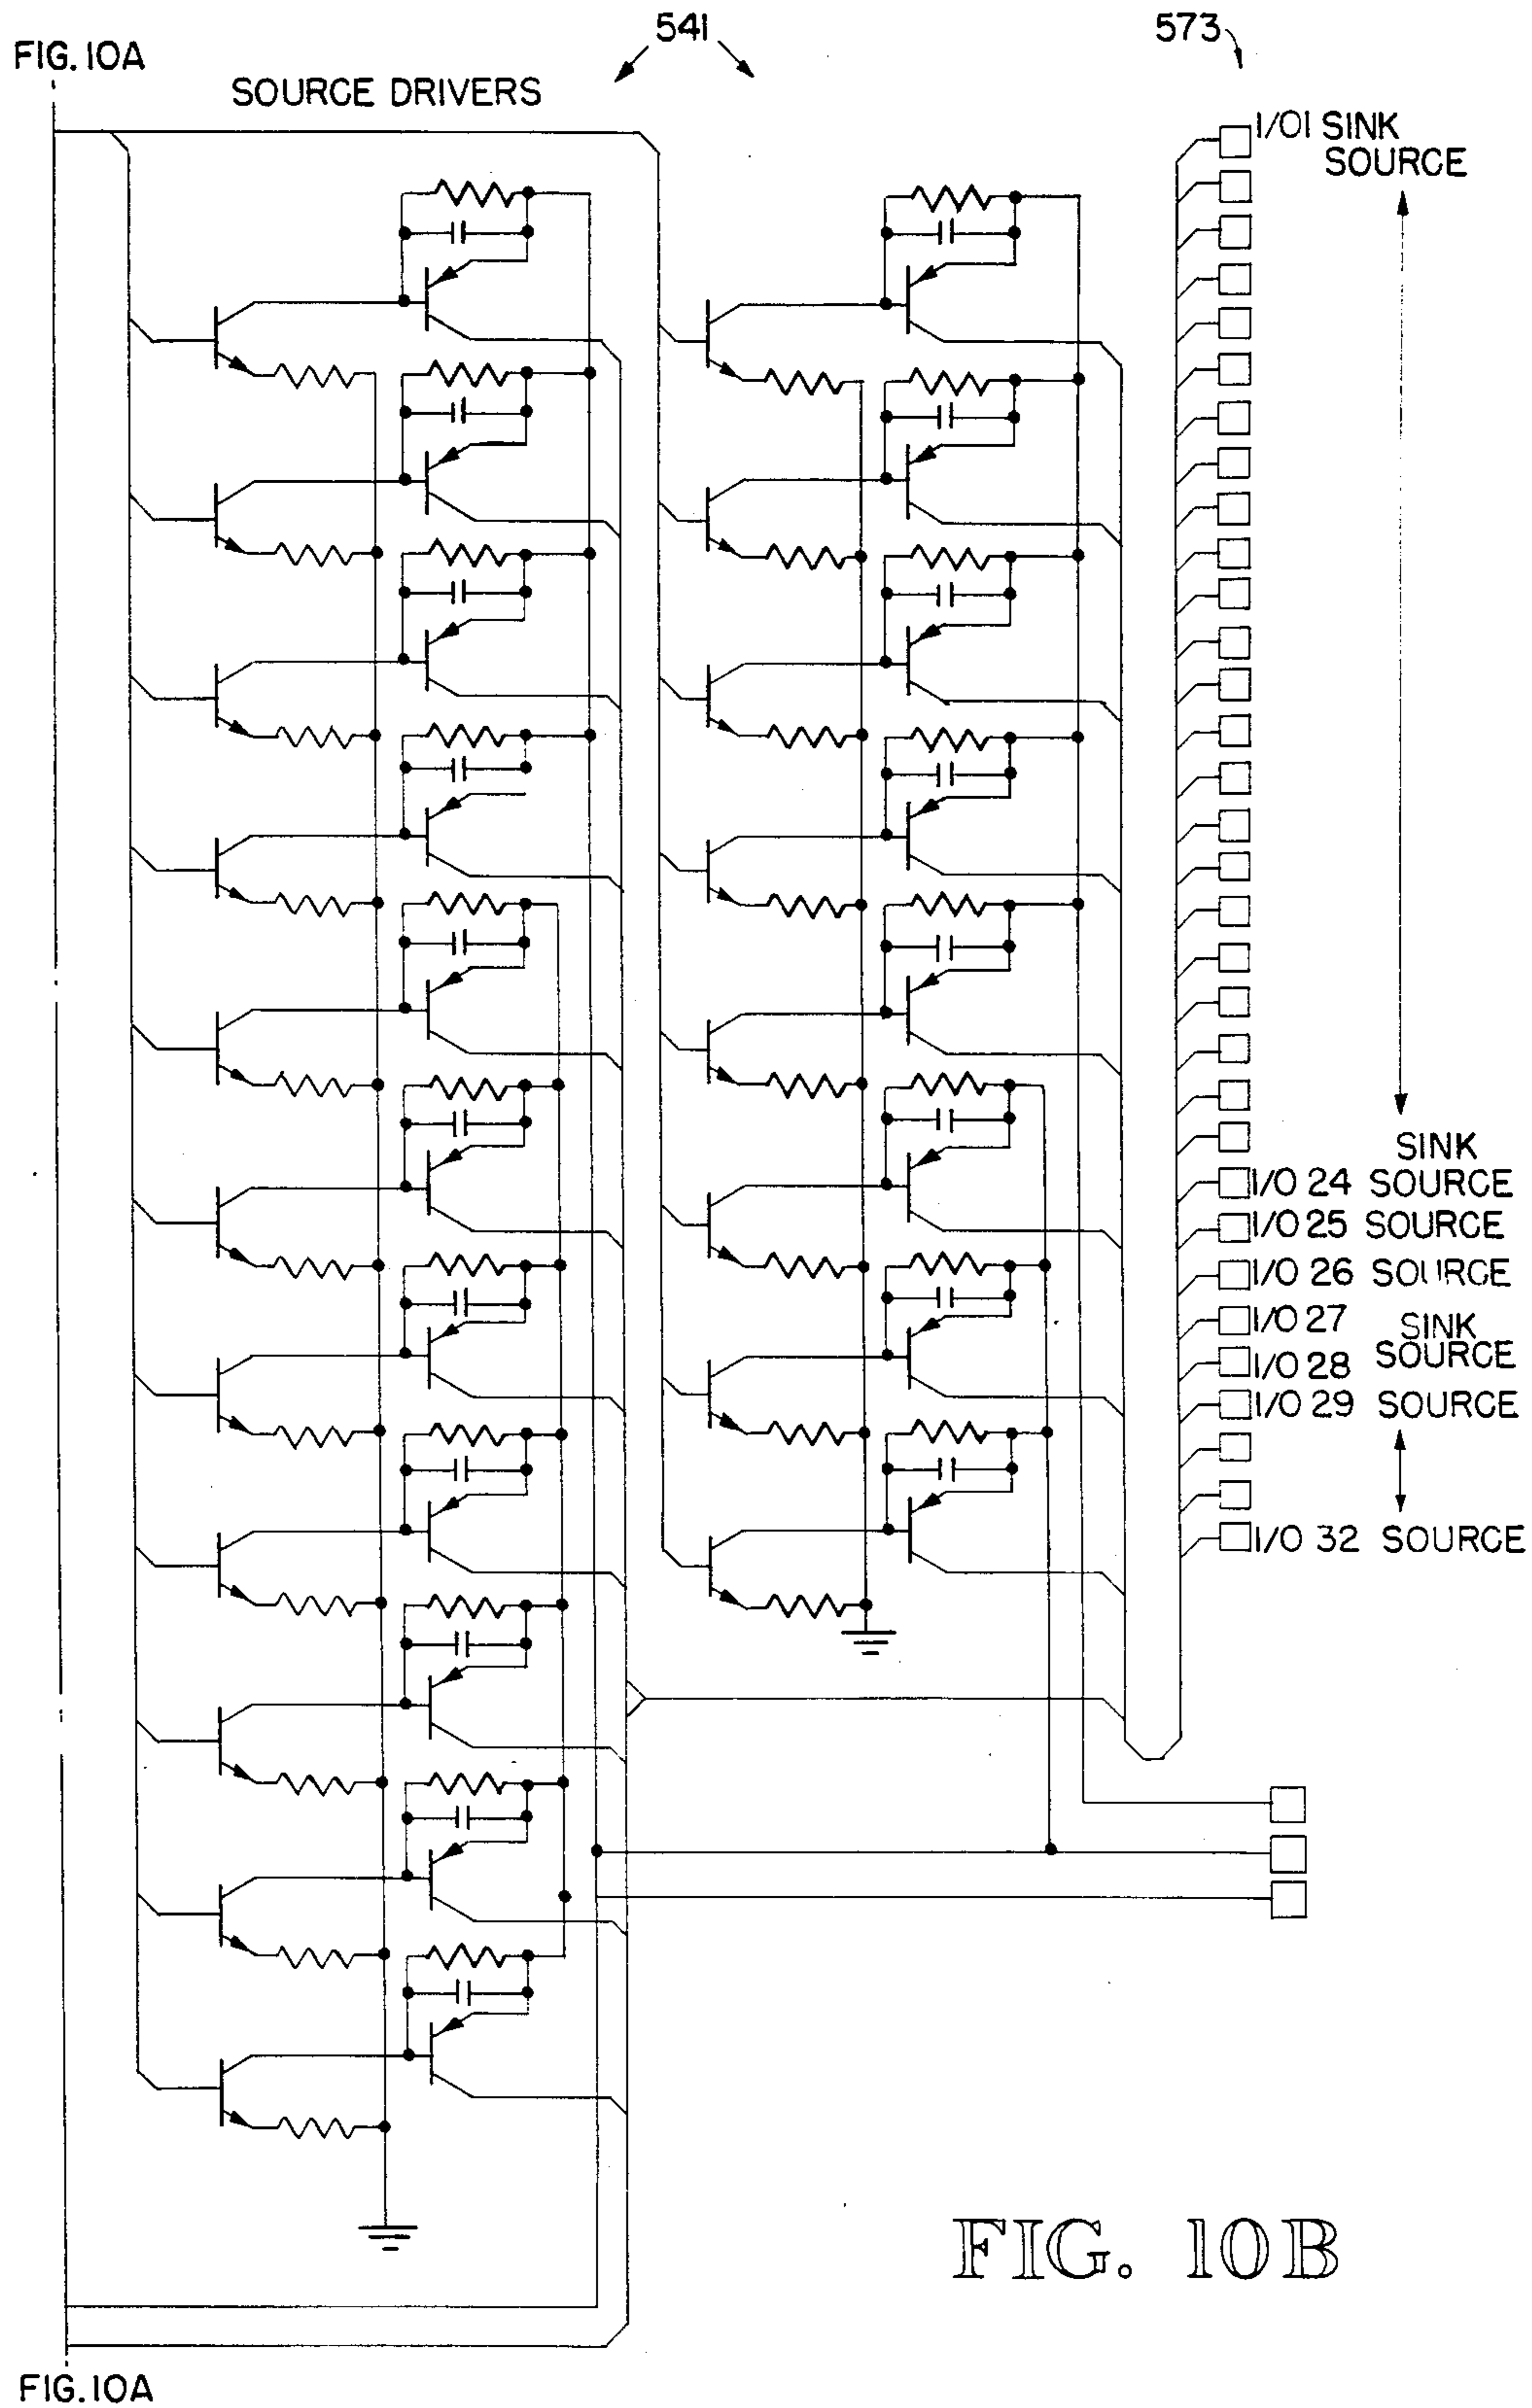 541
573
FIG. 10A
SOURCE DRIVERS
I/O1 SINK
SOURCE
SINK
I/O 24 SOURCE
I/O 25 SOURCE
I/O 26 SOURCE
I/O 27 SINK
I/O 28 SOURCE
I/O 29 SOURCE
I/O 32 SOURCE
FIG. 10B
FIG. 10A